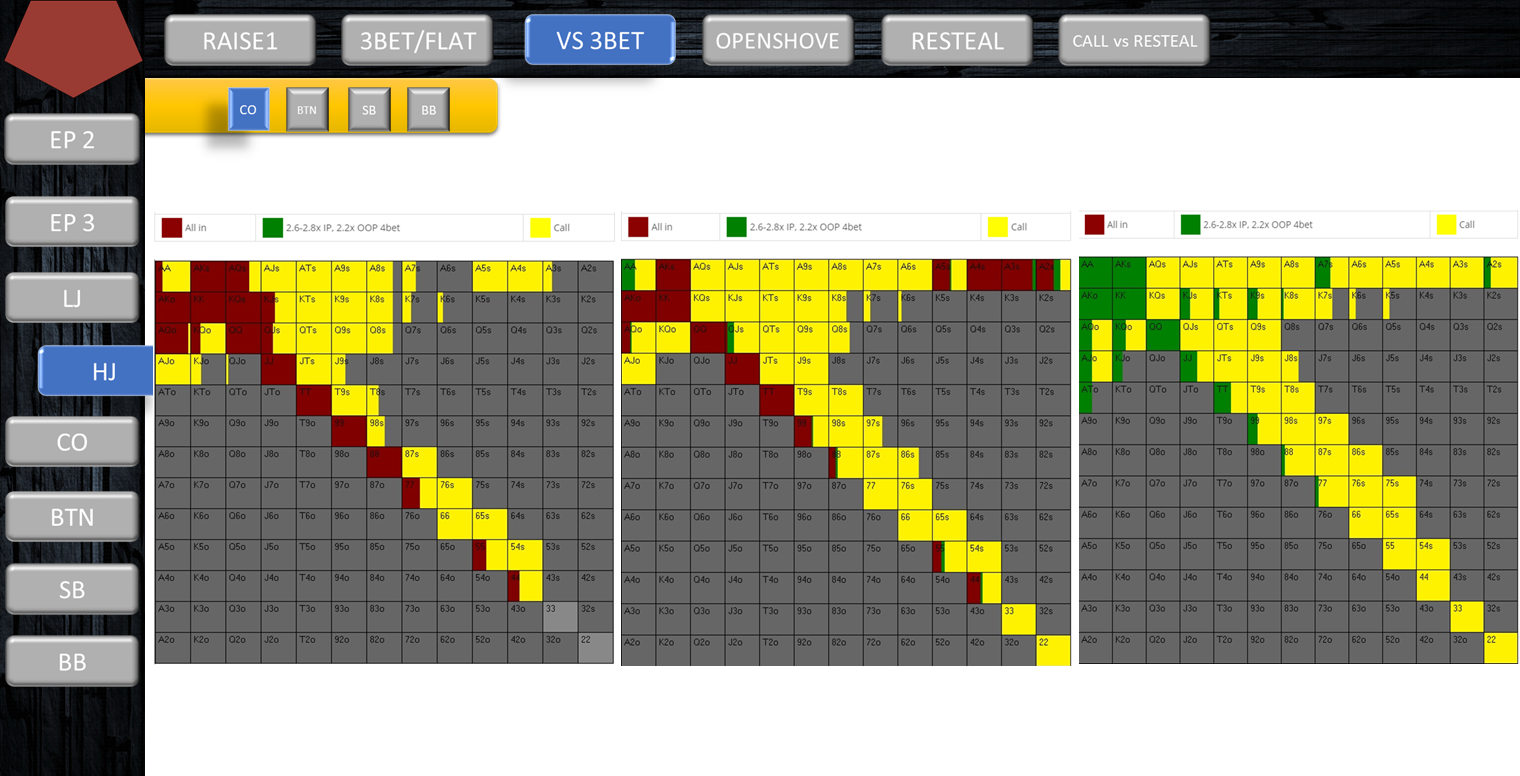 RAISE1 3BET/FLAT VS 3BET OPENSHOVE RESTEAL CALL vs RESTEAL
CO BTN SB BB
EP 2
EP 3
LJ
HJ
CO
BTN
SB
BB
All in 2.6-2.8x IP, 2.2x OOP 4bet Call
AA AKs AQs AJs ATs A9s A8s A7s A6s A5s A4s A3s A2s
AKo KK KQs KJs KTs K9s K8s K7s K6s K5s K4s K3s K2s
AQo KQo QQ QJs QTs Q9s Q8s Q7s Q6s Q5s Q4s Q3s Q2s
AJo KJo QJo JJ JTs J9s J8s J7s J6s J5s J4s J3s J2s
ATo KTo QTo JTo TT T9s T8s T7s T6s T5s T4s T3s T2s
A9o K9o Q9o J9o T9o 99 98s 97s 96s 95s 94s 93s 92s
A8o K8o Q8o J8o T8o 98o 88 87s 86s 85s 84s 83s 82s
A7o K7o Q7o J7o T7o 97o 87o 77 76s 75s 74s 73s 72s
A6o K6o Q6o J6o T6o 96o 86o 76o 66 65s 64s 63s 62s
A5o K5o Q5o J5o T5o 95o 85o 75o 65o 55 54s 53s 52s
A4o K4o Q4o J4o T4o 94o 84o 74o 64o 54o 44 43s 42s
A3o K3o Q3o J3o T3o 93o 83o 73o 63o 53o 43o 33 32s
A2o K2o Q2o J2o T2o 92o 82o 72o 62o 52o 42o 32o 22
All in 2.6-2.8x IP, 2.2x OOP 4bet Call
AA AKs AQs AJs ATs A9s A8s A7s A6s A5s A4s A3s A2s
AKo KK KQs KJs KTs K9s K8s K7s K6s K5s K4s K3s K2s
AQo KQo QQ QJs QTs Q9s Q8s Q7s Q6s Q5s Q4s Q3s Q2s
AJo KJo QJo JJ JTs J9s J8s J7s J6s J5s J4s J3s J2s
ATo KTo QTo JTo TT T9s T8s T7s T6s T5s T4s T3s T2s
A9o K9o Q9o J9o T9o 99 98s 97s 96s 95s 94s 93s 92s
A8o K8o Q8o J8o T8o 98o 88 87s 86s 85s 84s 83s 82s
A7o K7o Q7o J7o T7o 97o 87o 77 76s 75s 74s 73s 72s
A6o K6o Q6o J6o T6o 96o 86o 76o 66 65s 64s 63s 62s
A5o K5o Q5o J5o T5o 95o 85o 75o 65o 55 54s 53s 52s
A4o K4o Q4o J4o T4o 94o 84o 74o 64o 54o 44 43s 42s
A3o K3o Q3o J3o T3o 93o 83o 73o 63o 53o 43o 33 32s
A2o K2o Q2o J2o T2o 92o 82o 72o 62o 52o 42o 32o 22
All in 2.6-2.8x IP, 2.2x OOP 4bet Call
AA AKs AQs AJs ATs A9s A8s A7s A6s A5s A4s A3s A2s
AKo KK KQs KJs KTs K9s K8s K7s K6s K5s K4s K3s K2s
AQo KQo QQ QJs QTs Q9s Q8s Q7s Q6s Q5s Q4s Q3s Q2s
AJo KJo QJo JJ JTs J9s J8s J7s J6s J5s J4s J3s J2s
ATo KTo QTo JTo TT T9s T8s T7s T6s T5s T4s T3s T2s
A9o K9o Q9o J9o T9o 99 98s 97s 96s 95s 94s 93s 92s
A8o K8o Q8o J8o T8o 98o 88 87s 86s 85s 84s 83s 82s
A7o K7o Q7o J7o T7o 97o 87o 77 76s 75s 74s 73s 72s
A6o K6o Q6o J6o T6o 96o 86o 76o 66 65s 64s 63s 62s
A5o K5o Q5o J5o T5o 95o 85o 75o 65o 55 54s 53s 52s
A4o K4o Q4o J4o T4o 94o 84o 74o 64o 54o 44 43s 42s
A3o K3o Q3o J3o T3o 93o 83o 73o 63o 53o 43o 33 32s
A2o K2o Q2o J2o T2o 92o 82o 72o 62o 52o 42o 32o 22